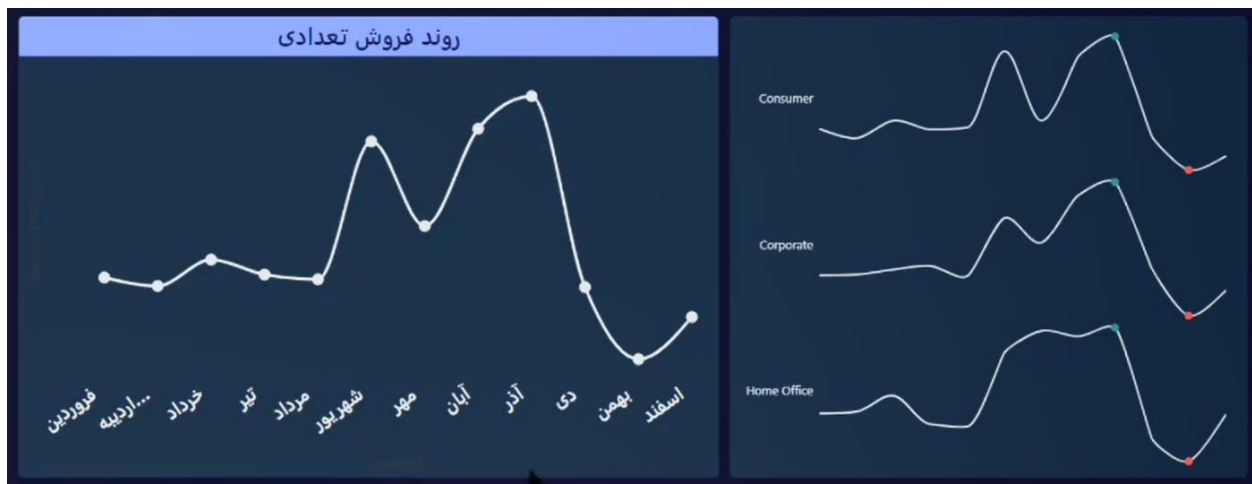 روند فروش تعدادی
فروردین
اردیبه...
خرداد
تیر
مرداد
شهریور
مهر
آبان
آذر
دی
بهمن
اسفند
Consumer
Corporate
Home Office